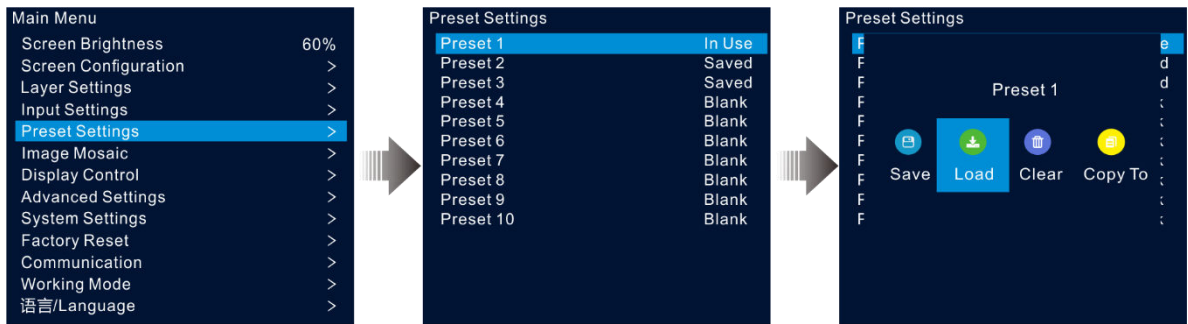 Main Menu
Screen Brightness 60%
Screen Configuration >
Layer Settings >
Input Settings >
Preset Settings >
Image Mosaic >
Display Control >
Advanced Settings >
System Settings >
Factory Reset >
Communication >
Working Mode >
语言/Language >
Preset Settings
Preset 1 In Use
Preset 2 Saved
Preset 3 Saved
Preset 4 Blank
Preset 5 Blank
Preset 6 Blank
Preset 7 Blank
Preset 8 Blank
Preset 9 Blank
Preset 10 Blank
Preset Settings
Preset 1
Save Load Clear Copy To